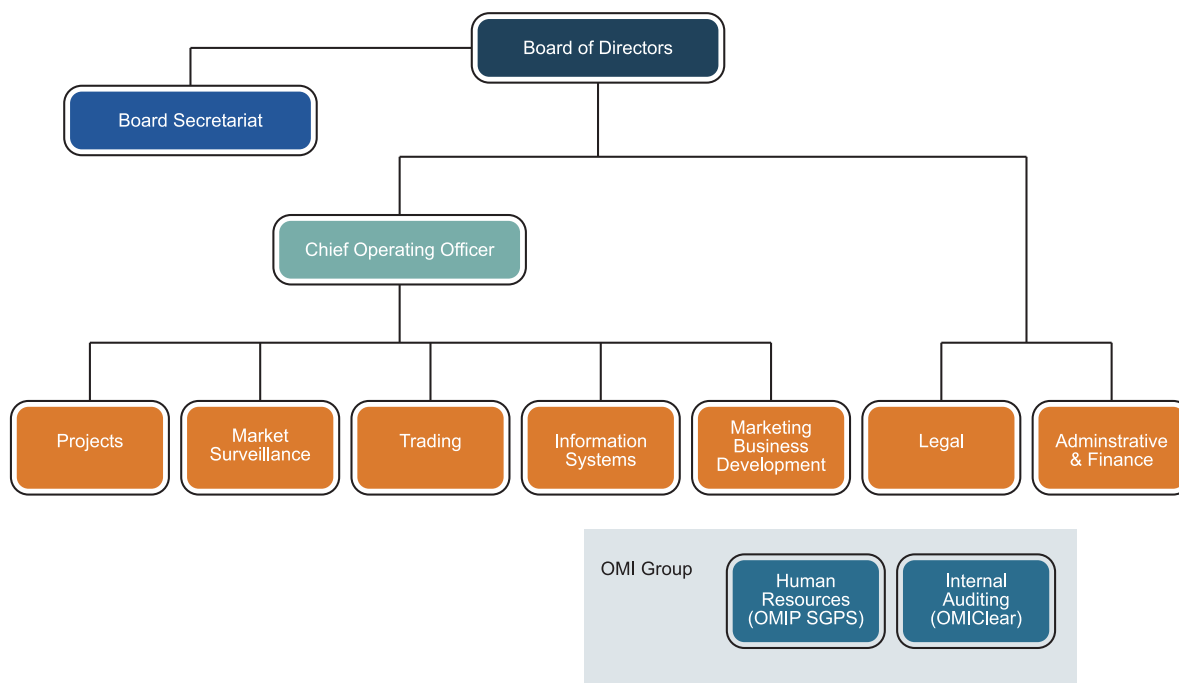 Board of Directors
Board Secretariat
Chief Operating Officer
Projects
Market
Surveillance
Trading
Information
Systems
Marketing
Business
Development
Legal
Adminstrative
& Finance
OMI Group
Human
Resources
(OMIP SGPS)
Internal
Auditing
(OMIClear)